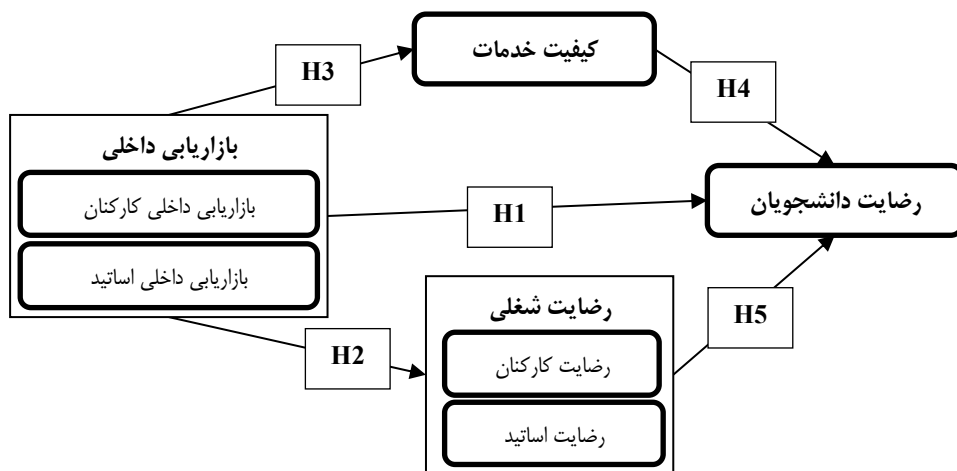 کیفیت خدمات
H3
H4
بازاریابی داخلی
بازاریابی داخلی کارکنان
بازاریابی داخلی اساتید
H1
رضایت دانشجویان
رضایت شغلی
رضایت کارکنان
رضایت اساتید
H5
H2